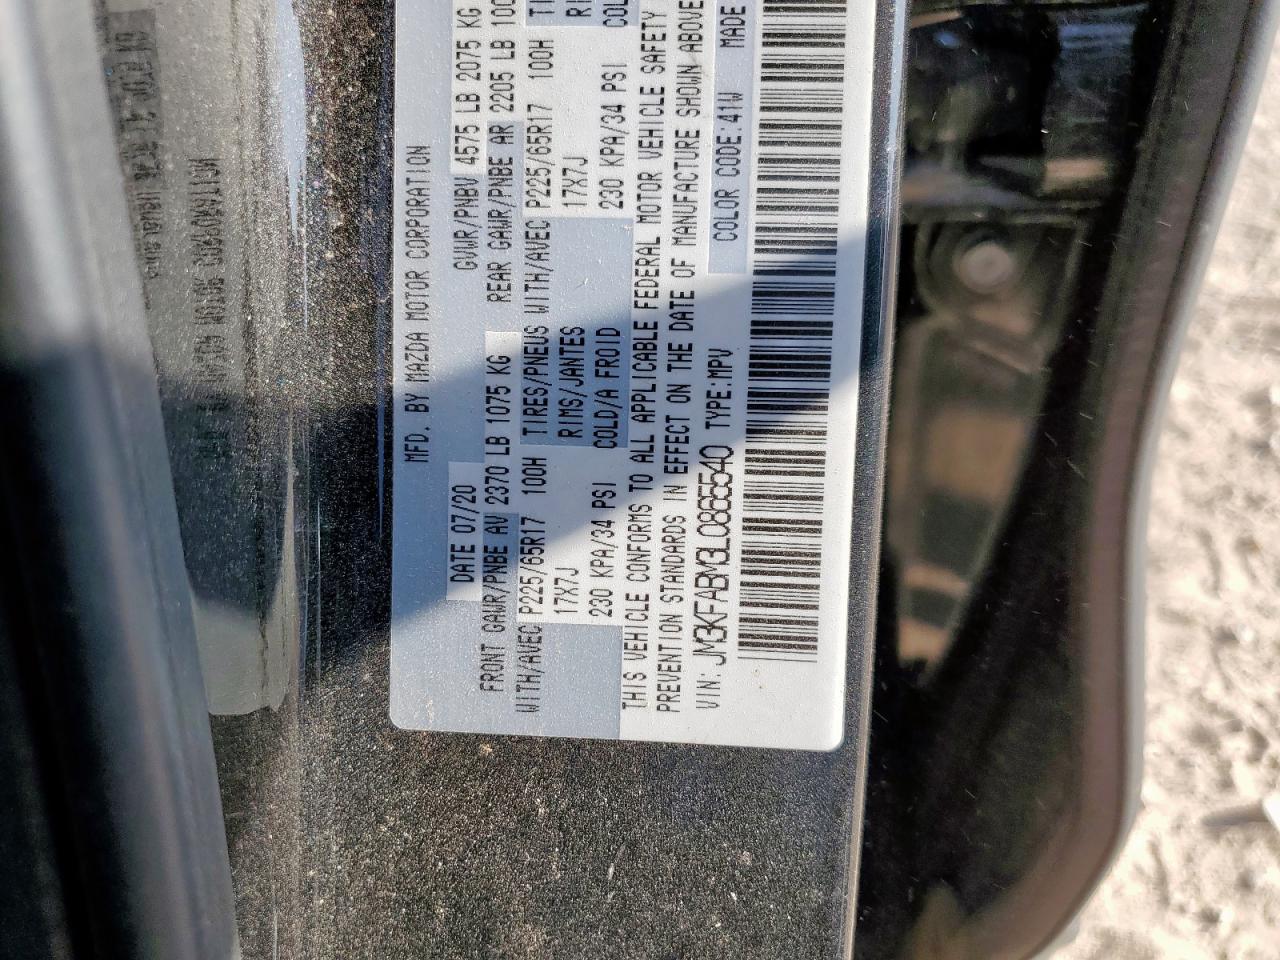 MFD. BY MAZDA MOTOR CORPORATION
DATE 07/20 GVWR/PNBV 4575 LB 2075 KG
FRONT GAWR/PNBE AV 2370 LB 1075 KG REAR GAWR/PNBE AR 2205 LB 100
WITH/AVEC P225/65R17 100H TIRES/PNEUS WITH/AVEC P225/65R17 100H TI
17X7J RIMS/JANTES 17X7J RI
230 KPA/34 PSI COLD/A FROID 230 KPA/34 PSI COL
THIS VEHICLE CONFORMS TO ALL APPLICABLE FEDERAL MOTOR VEHICLE SAFETY
PREVENTION STANDARDS IN EFFECT ON THE DATE OF MANUFACTURE SHOWN ABOVE
VIN: JM3KFABM3L0865540 TYPE:MPV COLOR CODE:41W MADE